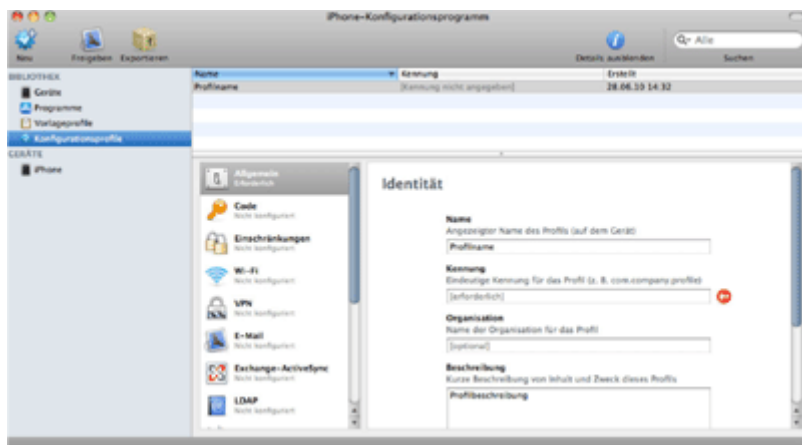 iPhone-Konfigurationsprogramm
Neu Freigeben Exportieren Details ausblenden Suchen
Alle
BIBLIOTHEK
Geräte
Programme
Vorlageprofile
Konfigurationsprofile
GERÄTE
iPhone
Name Kennung Erstellt
Profilname [Kennung nicht angegeben] 28.06.10 14:32
Allgemein
Erforderlich
Code
Nicht konfiguriert
Einschränkungen
Nicht konfiguriert
Wi-Fi
Nicht konfiguriert
VPN
Nicht konfiguriert
E-Mail
Nicht konfiguriert
Exchange-ActiveSync
Nicht konfiguriert
LDAP
Nicht konfiguriert
Identität
Name
Angezeigter Name des Profils (auf dem Gerät)
Profilname
Kennung
Eindeutige Kennung für das Profil (z. B. com.company.profile)
[erforderlich]
Organisation
Name der Organisation für das Profil
[optional]
Beschreibung
Kurze Beschreibung von Inhalt und Zweck dieses Profils
Profilbeschreibung